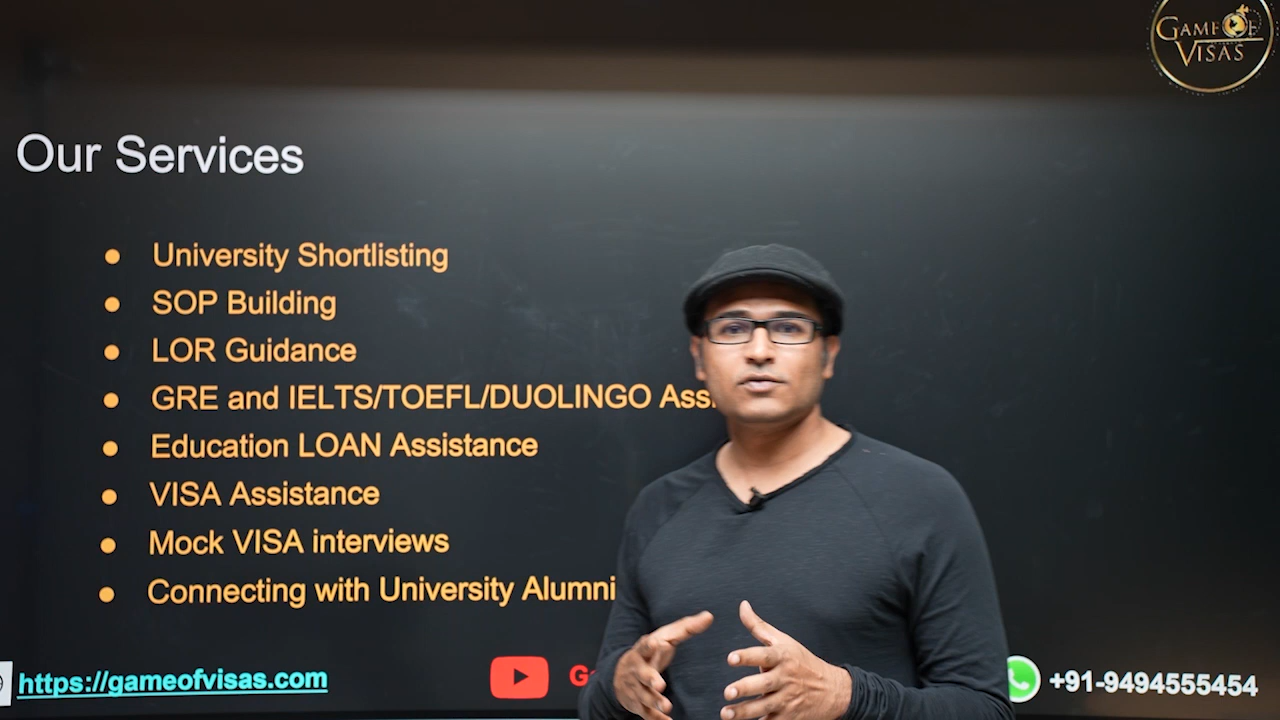 GAME OF
VISAS
Our Services
University Shortlisting
SOP Building
LOR Guidance
GRE and IELTS/TOEFL/DUOLINGO
Education LOAN Assistance
VISA Assistance
Mock VISA interviews
Connecting with University Alumni
https://gameofvisas.com
+91-9494555454